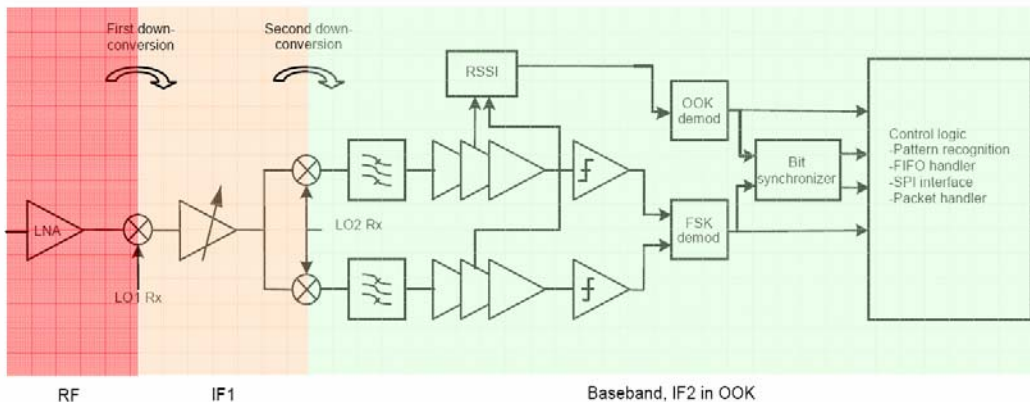 First down-
conversion
Second down-
conversion
RSSI
OOK
demod
Control logic
-Pattern recognition
-FIFO handler
-SPI interface
-Packet handler
Bit
synchronizer
LNA
LO2 Rx
FSK
demod
LO1 Rx
RF
IF1
Baseband, IF2 in OOK